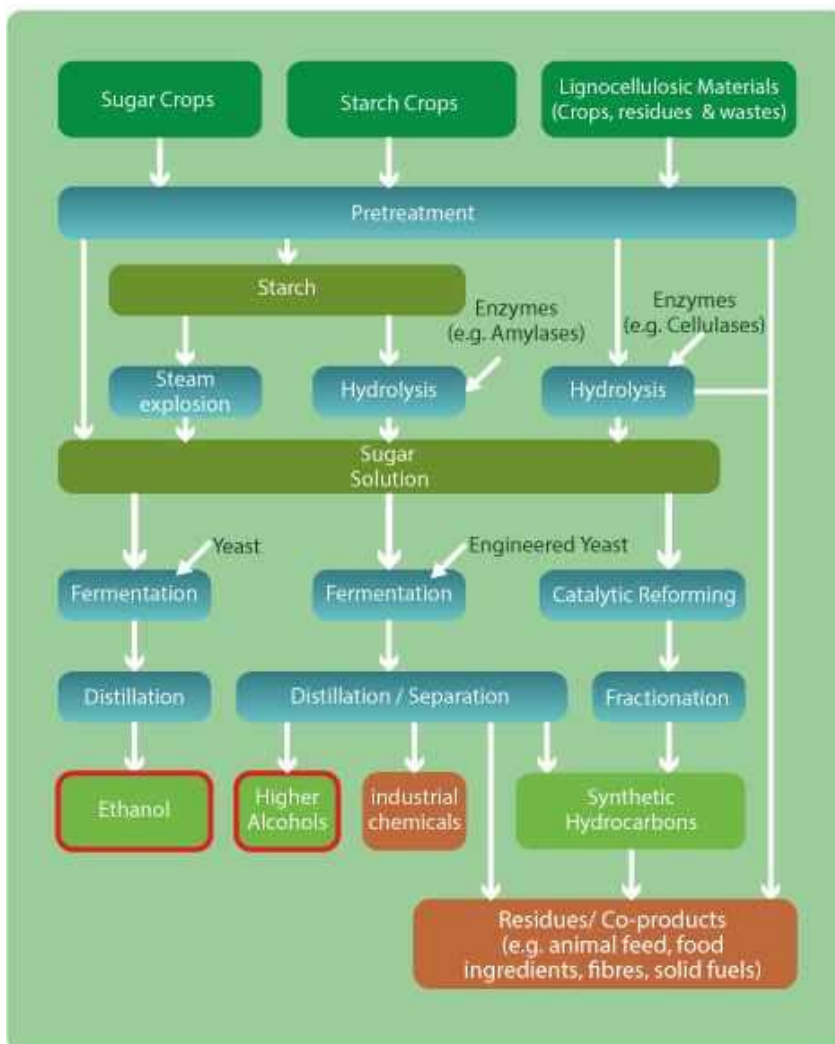 Sugar Crops
Starch Crops
Lignocellulosic Materials
(Crops, residues & wastes)
Pretreatment
Starch
Enzymes
(e.g. Amylases)
Enzymes
(e.g. Cellulases)
Steam
explosion
Hydrolysis
Hydrolysis
Sugar
Solution
Yeast
Engineered Yeast
Fermentation
Fermentation
Catalytic Reforming
Distillation
Distillation / Separation
Fractionation
Ethanol
Higher
Alcohols
industrial
chemicals
Synthetic
Hydrocarbons
Residues/ Co-products
(e.g. animal feed, food
ingredients, fibres, solid fuels)